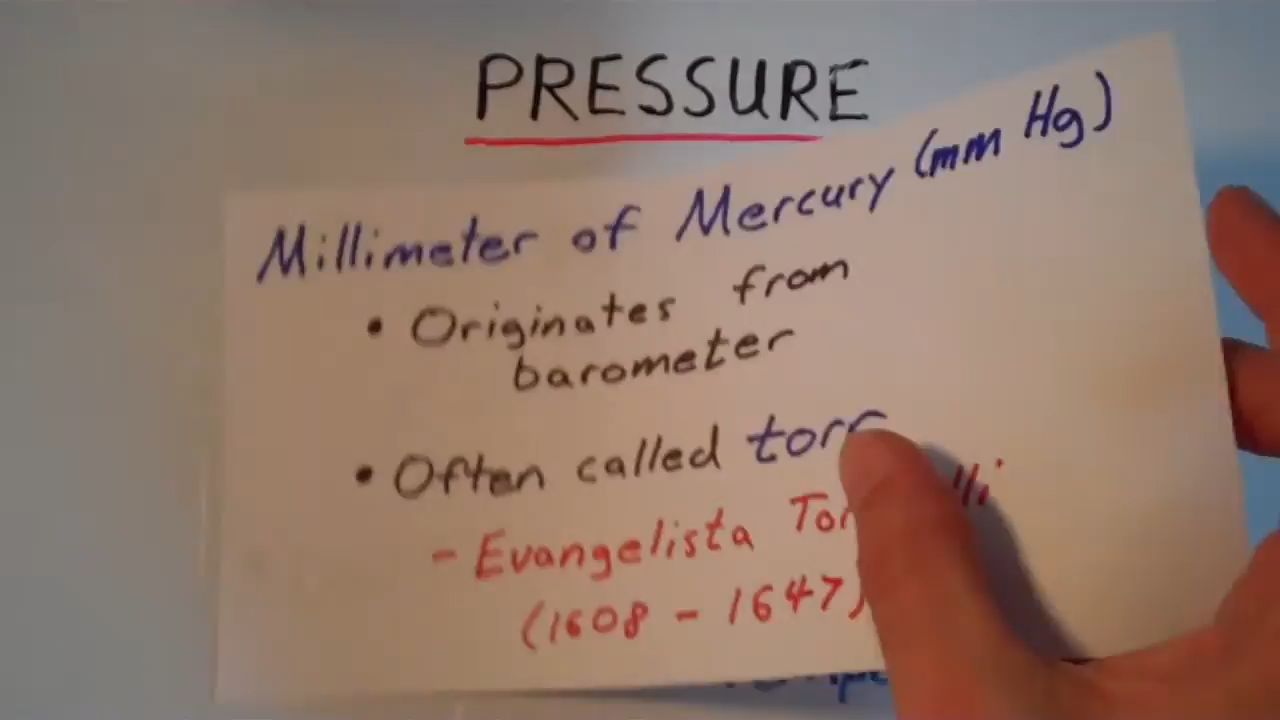 PRESSURE
Millimeter of Mercury (mm Hg)
• Originates from
barometer
• Often called torr
- Evangelista
(1608 - 1647)